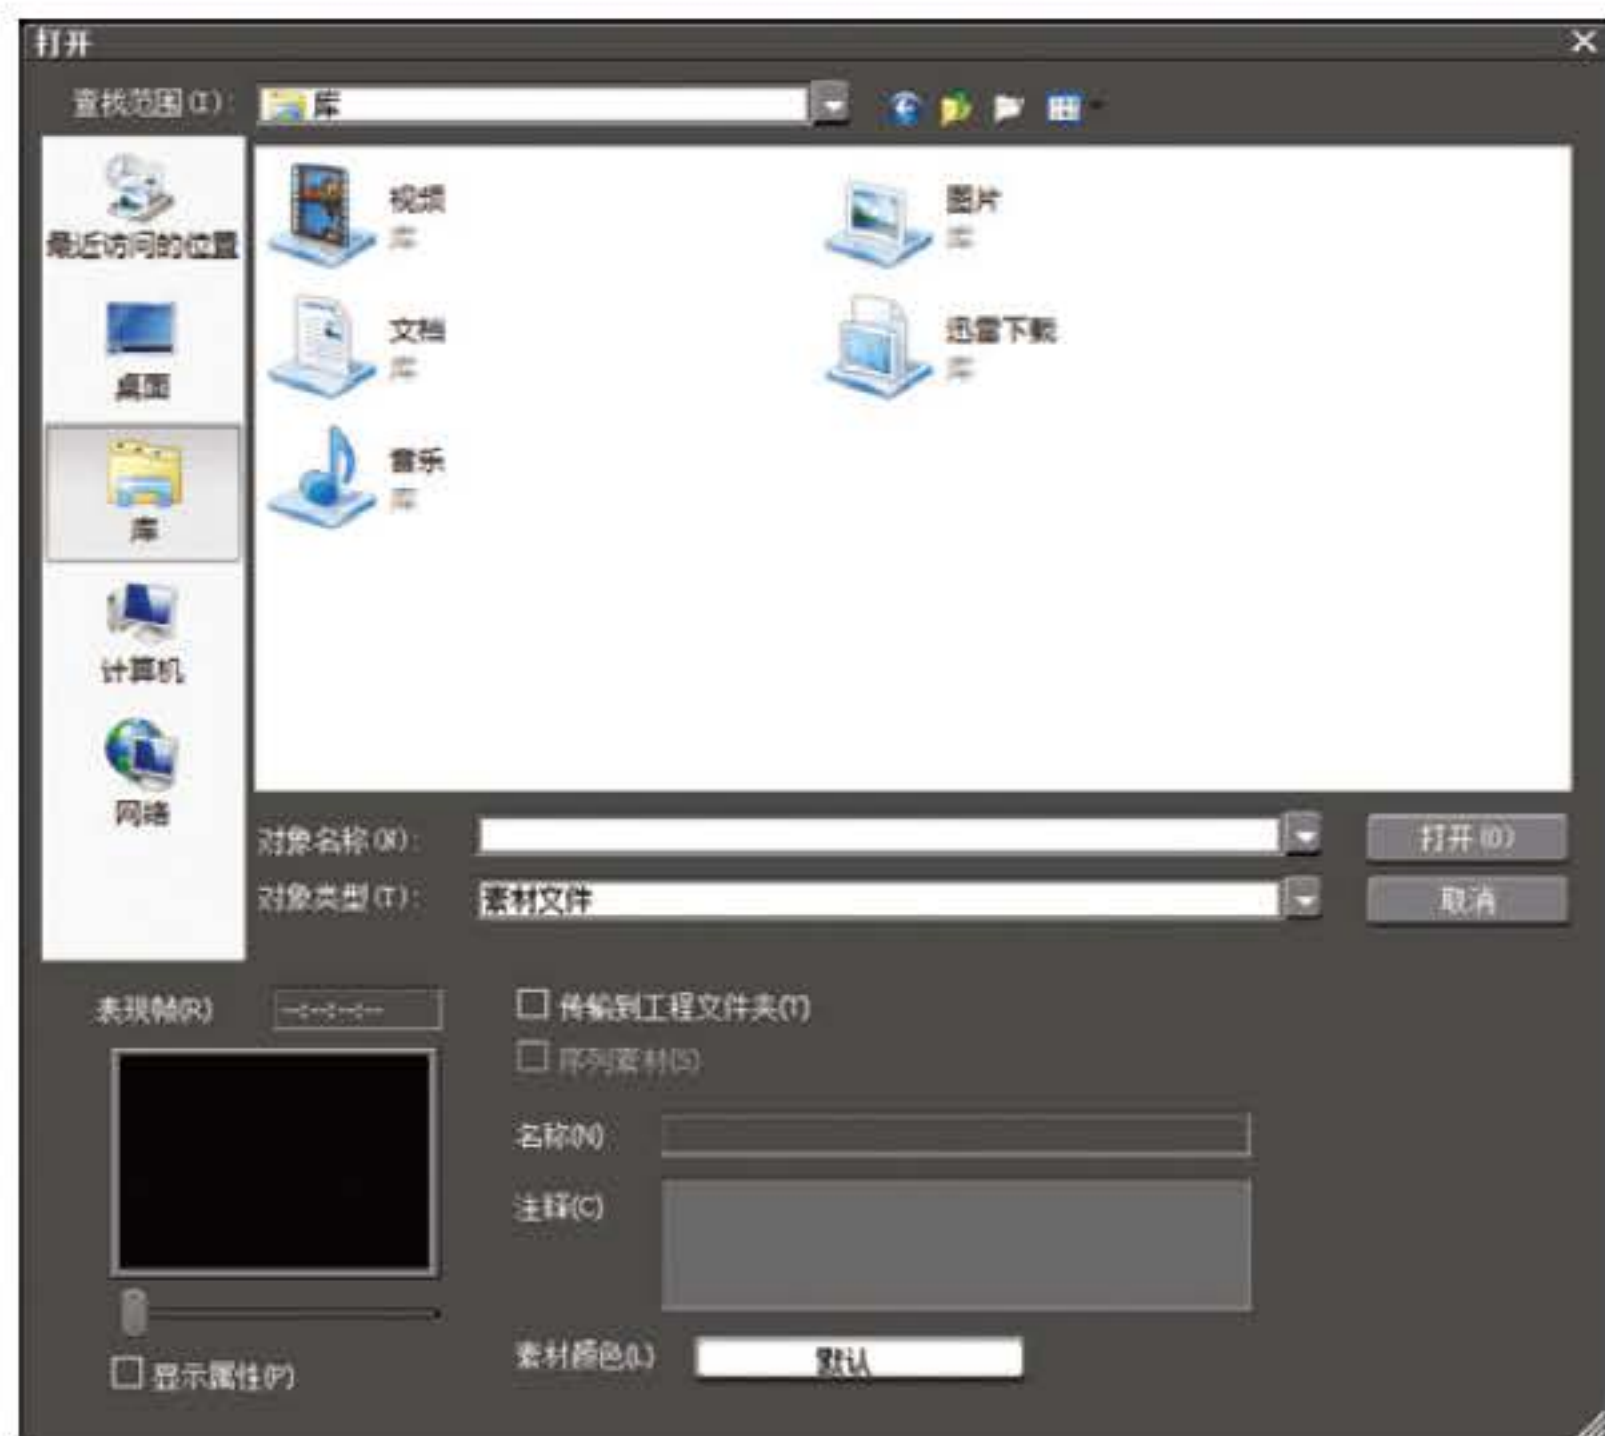 打开
查找范围(I):
库
最近访问的位置
桌面
库
计算机
网络
视频
库
图片
库
文档
库
迅雷下载
库
音乐
库
对象名称(N):
打开(O)
对象类型(T):
素材文件
取消
表现帧(R)
--:--:--:--
传输到工程文件夹(T)
序列素材(S)
名称(N)
注释(C)
素材颜色(L)
默认
显示属性(P)